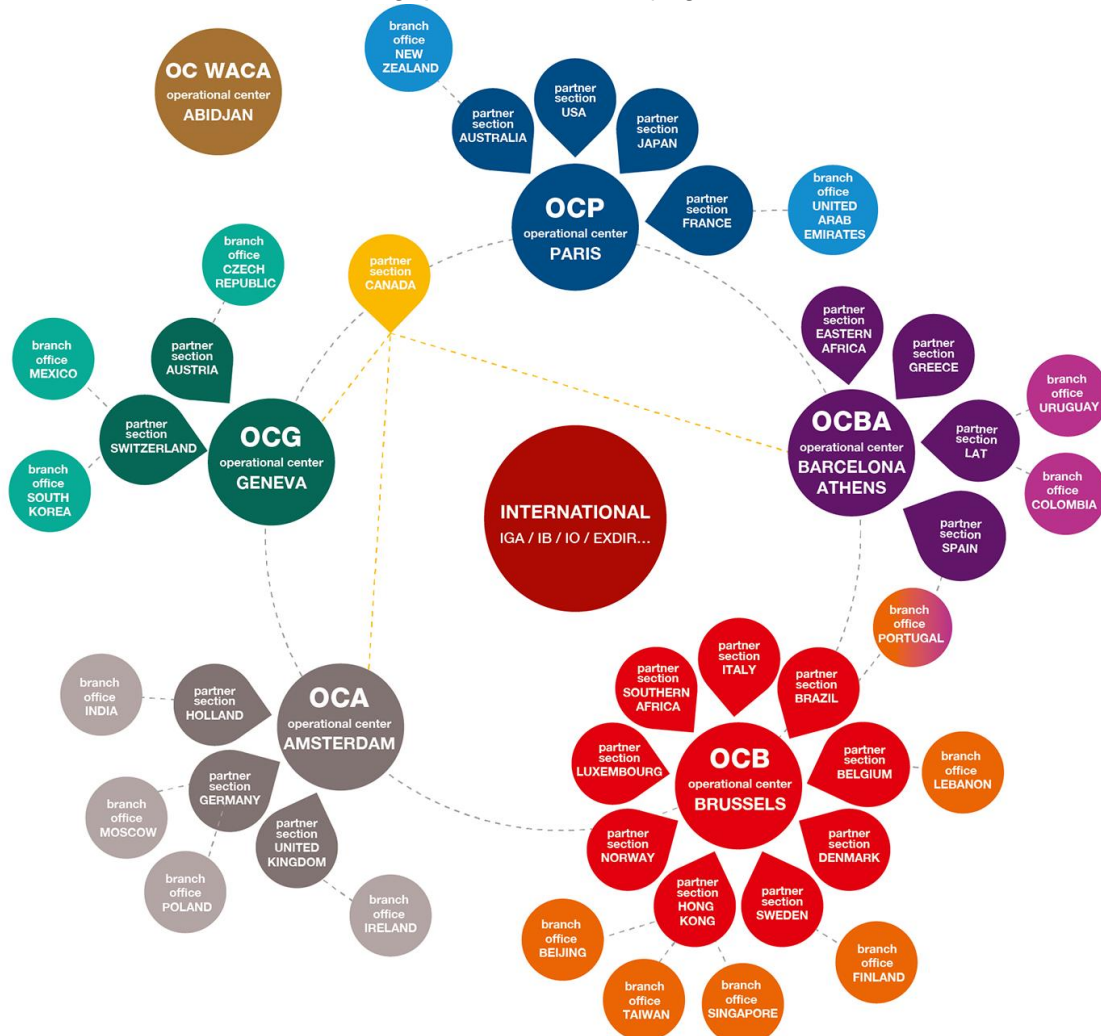 OC WACA
operational center
ABIDJAN
branch
office
NEW
ZEALAND
partner
section
AUSTRALIA
partner
section
USA
partner
section
JAPAN
partner
section
FRANCE
branch
office
UNITED
ARAB
EMIRATES
OCP
operational center
PARIS
branch
office
CZECH
REPUBLIC
partner
section
CANADA
branch
office
MEXICO
partner
section
AUSTRIA
partner
section
SWITZERLAND
branch
office
SOUTH
KOREA
OCG
operational center
GENEVA
partner
section
EASTERN
AFRICA
partner
section
GREECE
branch
office
URUGUAY
partner
section
LAT
branch
office
COLOMBIA
partner
section
SPAIN
OCBA
operational center
BARCELONA
ATHENS
INTERNATIONAL
IGA / IB / IO / EXDIR...
branch
office
PORTUGAL
branch
office
INDIA
partner
section
HOLLAND
OCA
operational center
AMSTERDAM
partner
section
GERMANY
branch
office
MOSCOW
branch
office
POLAND
partner
section
UNITED
KINGDOM
branch
office
IRELAND
partner
section
ITALY
partner
section
SOUTHERN
AFRICA
partner
section
BRAZIL
partner
section
LUXEMBOURG
OCB
operational center
BRUSSELS
partner
section
BELGIUM
branch
office
LEBANON
partner
section
NORWAY
partner
section
DENMARK
partner
section
HONG
KONG
partner
section
SWEDEN
branch
office
BEIJING
branch
office
TAIWAN
branch
office
SINGAPORE
branch
office
FINLAND